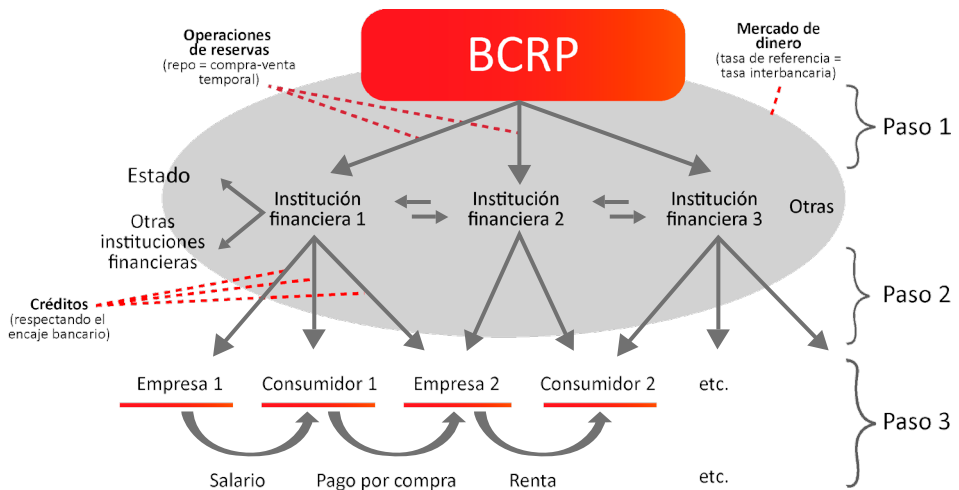 Operaciones
de reservas
(repo = compra-venta
temporal)
BCRP
Mercado de
dinero
(tasa de referencia =
tasa interbancaria)
Paso 1
Estado
Otras
instituciones
financieras
Institución
financiera 1
Institución
financiera 2
Institución
financiera 3
Otras
Paso 2
Créditos
(respectando el
encaje bancario)
Empresa 1
Consumidor 1
Empresa 2
Consumidor 2
etc.
Paso 3
Salario
Pago por compra
Renta
etc.